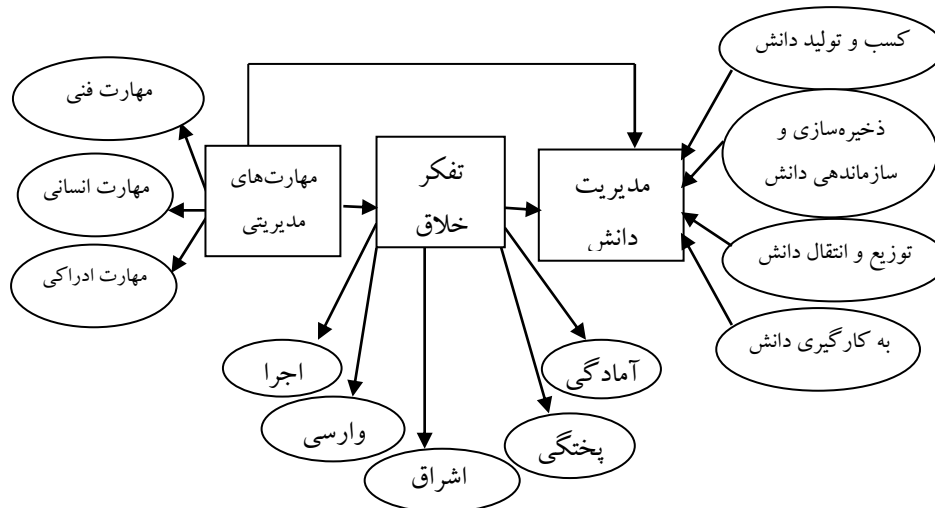 کسب و تولید دانش
ذخیره‌سازی و
سازماندهی دانش
توزیع و انتقال دانش
به کارگیری دانش
مدیریت
دانش
تفکر
خلاق
مهارت‌های
مدیریتی
مهارت فنی
مهارت انسانی
مهارت ادراکی
آمادگی
پختگی
اشراق
وارسی
اجرا